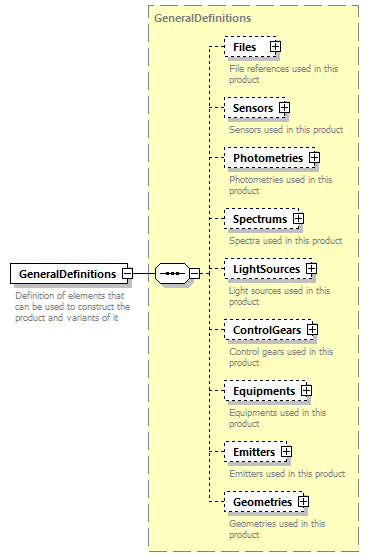 GeneralDefinitions
Files
File references used in this
product
Sensors
Sensors used in this product
Photometries
Photometries used in this
product
Spectrums
Spectra used in this product
GeneralDefinitions
Definition of elements that
can be used to construct the
product and variants of it
LightSources
Light sources used in this
product
ControlGears
Control gears used in this
product
Equipments
Equipments used in this
product
Emitters
Emitters used in this product
Geometries
Geometries used in this
product